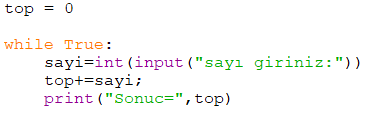 top = 0
while True:
    sayi=int(input("sayı giriniz:"))
    top+=sayi;
    print("Sonuc=",top)